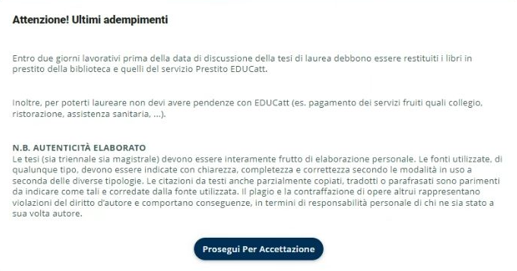 Attenzione! Ultimi adempimenti
Entro due giorni lavorativi prima della data di discussione della tesi di laurea debbono essere restituiti i libri in
prestito della biblioteca e quelli del servizio Prestito EDUCatt.
Inoltre, per poterti laureare non devi avere pendenze con EDUCatt (es. pagamento dei servizi fruiti quali collegio,
ristorazione, assistenza sanitaria, ...).
N.B. AUTENTICITÀ ELABORATO
Le tesi (sia triennale sia magistrale) devono essere interamente frutto di elaborazione personale. Le fonti utilizzate, di
qualunque tipo, devono essere indicate con chiarezza, completezza e correttezza secondo le modalità in uso a
seconda delle diverse tipologie. Le citazioni da testi anche parzialmente copiati, tradotti o parafrasati sono parimenti
da indicare come tali e corredate dalla fonte utilizzata. Il plagio e la contraffazione di opere altrui rappresentano
violazioni del diritto d'autore e comportano conseguenze, in termini di responsabilità personale di chi ne sia stato a
sua volta autore.
Prosegui Per Accettazione